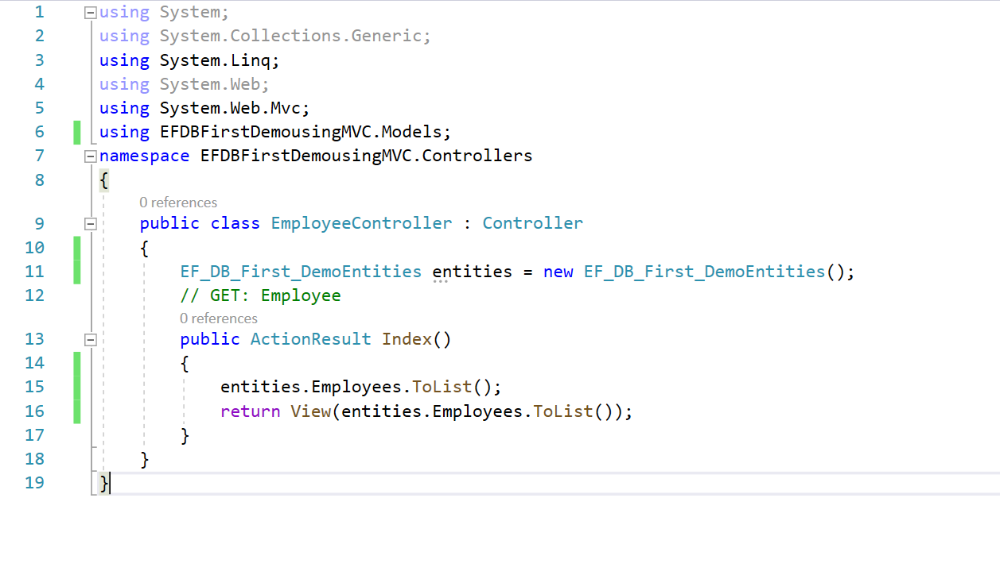 1 using System;
2 using System.Collections.Generic;
3 using System.Linq;
4 using System.Web;
5 using System.Web.Mvc;
6 using EFDBFirstDemousingMVC.Models;
7 namespace EFDBFirstDemousingMVC.Controllers
8 {
0 references
9 public class EmployeeController : Controller
10 {
11 EF_DB_First_DemoEntities entities = new EF_DB_First_DemoEntities();
12 // GET: Employee
0 references
13 public ActionResult Index()
14 {
15 entities.Employees.ToList();
16 return View(entities.Employees.ToList());
17 }
18 }
19 }